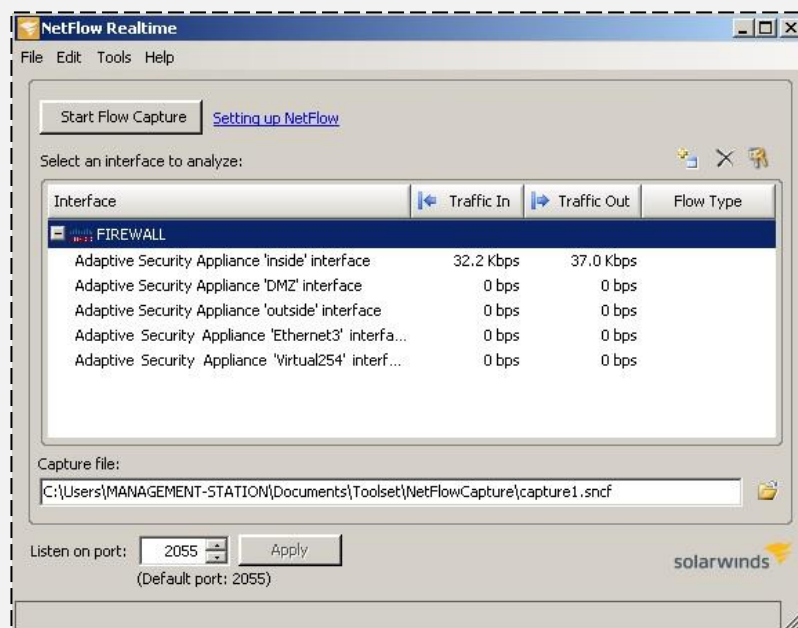 NetFlow Realtime
File Edit Tools Help
Start Flow Capture Setting up NetFlow
Select an interface to analyze:
Interface Traffic In Traffic Out Flow Type
FIREWALL
Adaptive Security Appliance 'inside' interface 32.2 Kbps 37.0 Kbps
Adaptive Security Appliance 'DMZ' interface 0 bps 0 bps
Adaptive Security Appliance 'outside' interface 0 bps 0 bps
Adaptive Security Appliance 'Ethernet3' interfa... 0 bps 0 bps
Adaptive Security Appliance 'Virtual254' interf... 0 bps 0 bps
Capture file:
C:\Users\MANAGEMENT-STATION\Documents\Toolset\NetFlowCapture\capture1.sncf
Listen on port: 2055 Apply
(Default port: 2055)
solarwinds